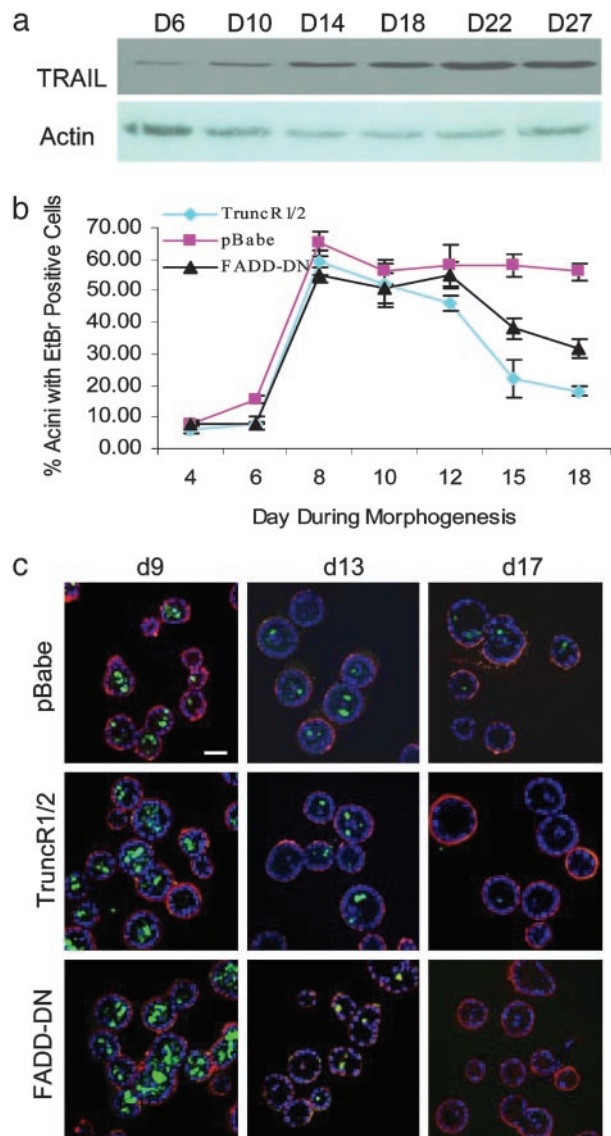 a
D6 D10 D14 D18 D22 D27
TRAIL
Actin
b
TruncR1/2
pBabe
FADD-DN
70.00
60.00
50.00
40.00
30.00
20.00
10.00
0.00
% Acini with EtBr Positive Cells
4 6 8 10 12 15 18
Day During Morphogenesis
c
d9 d13 d17
pBabe
TruncR1/2
FADD-DN